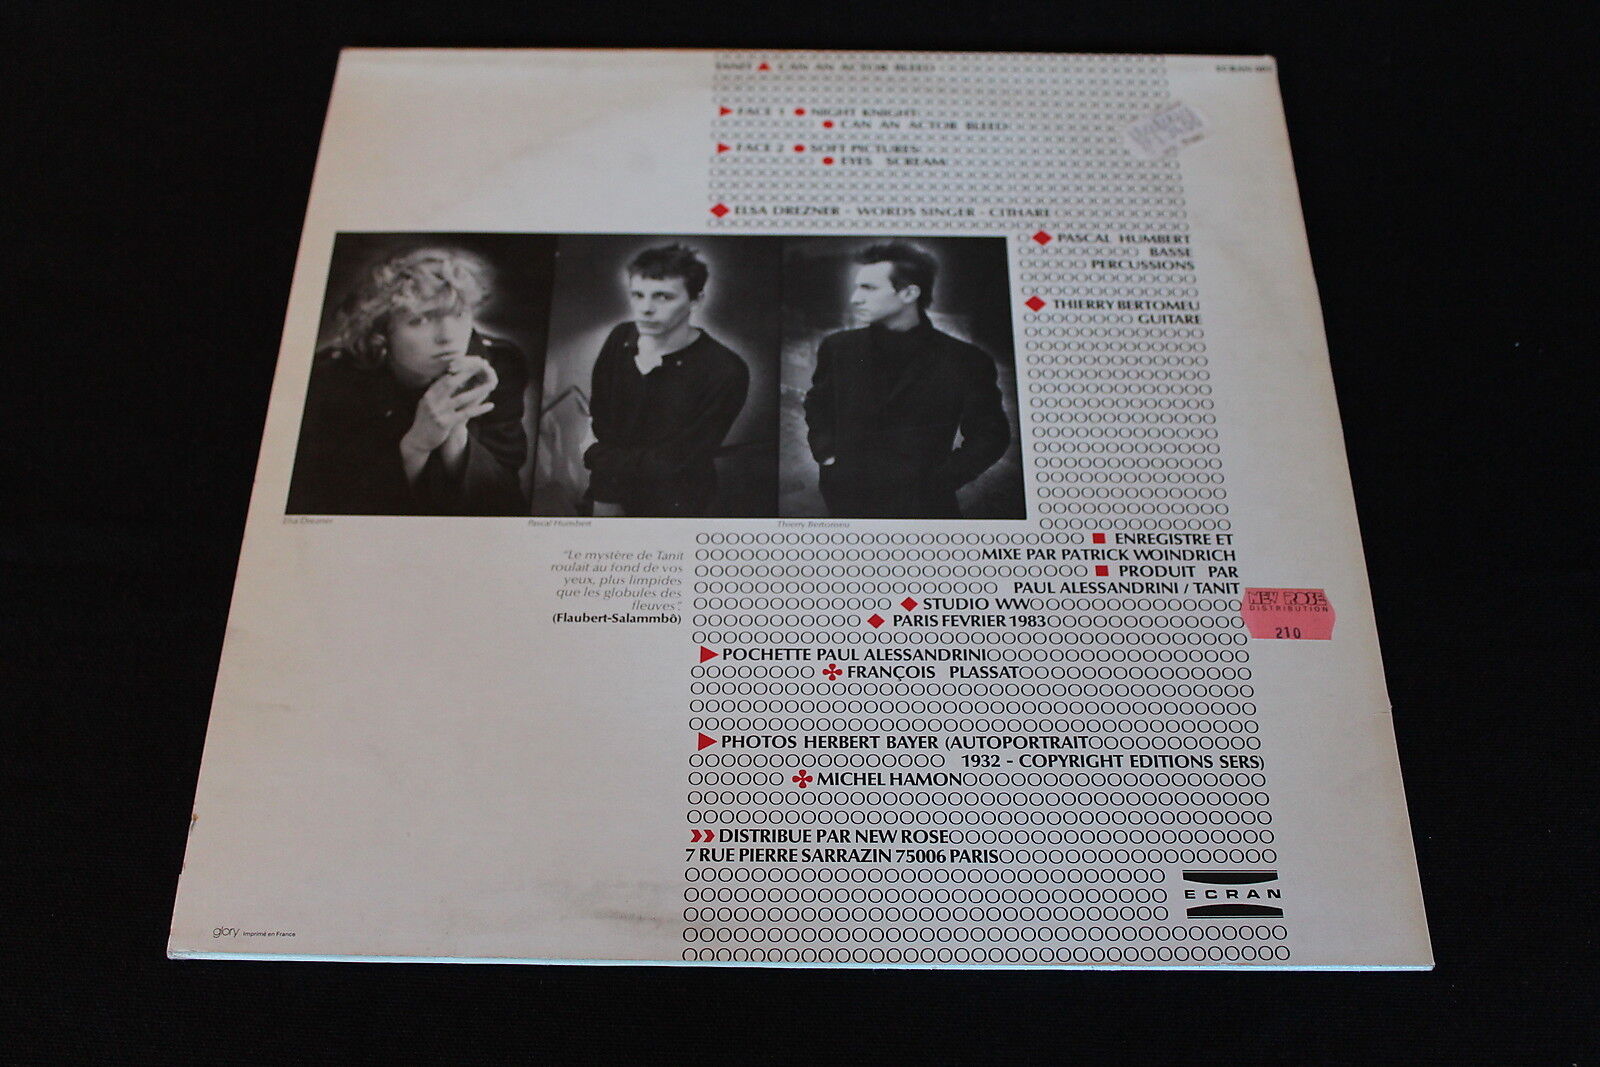 TANIT CAN AN ACTOR BLEED
ECRAN 001
FACE 1 NIGHT KNIGHT
CAN AN ACTOR BLEED
FACE 2 SOFT PICTURES
EYES SCREAM
ELSA DREZNER - WORDS SINGER - CITHARE
PASCAL HUMBERT
BASSE
PERCUSSIONS
THIERRY BERTOMEU
GUITARE
Elsa Drezner
Pascal Humbert
Thierry Bertomeu
"Le mystère de Tanit
roulait au fond de vos
yeux, plus limpides
que les globules des
fleuves".
(Flaubert-Salammbô)
ENREGISTRE ET
MIXE PAR PATRICK WOINDRICH
PRODUIT PAR
PAUL ALESSANDRINI / TANIT
STUDIO WW
PARIS FEVRIER 1983
NEW ROSE
DISTRIBUTION
210
POCHETTE PAUL ALESSANDRINI
FRANÇOIS PLASSAT
PHOTOS HERBERT BAYER (AUTOPORTRAIT
1932 - COPYRIGHT EDITIONS SERS)
MICHEL HAMON
DISTRIBUE PAR NEW ROSE
7 RUE PIERRE SARRAZIN 75006 PARIS
ECRAN
glory Imprimé en France